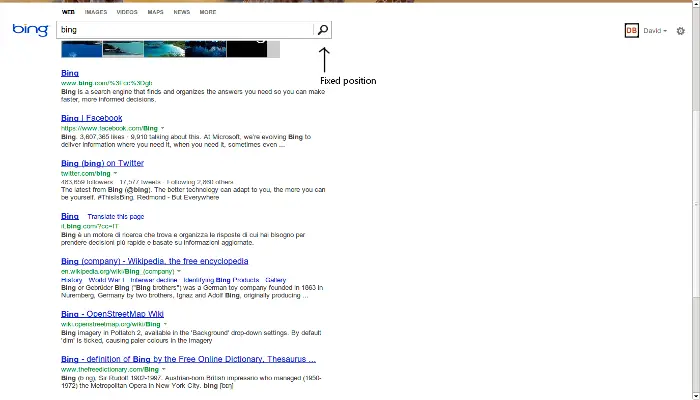 WEB IMAGES VIDEOS MAPS NEWS MORE
bing
bing
DB
David
Fixed position
Bing
Bing is a search engine that finds and organizes the answers you need so you can make
faster, more informed decisions.
Bing | Facebook
https://www.facebook.com/Bing
Bing. 3,607,365 likes · 9,910 talking about this. At Microsoft, we're evolving Bing to
deliver information where you need it, when you need it, sometimes even ...
Bing (bing) on Twitter
twitter.com/bing
followers · 17,577 tweets · Following others
The latest from Bing (@bing). The better technology can adapt to you, the more you can
be yourself. #ThisIsBing. Redmond - But Everywhere
Bing Translate this page
it.bing.com/?cc=IT
Bing è un motore di ricerca che trova e organizza le risposte di cui hai bisogno per
prendere decisioni più rapide e basate su informazioni aggiornate.
Bing (company) - Wikipedia, the free encyclopedia
en.wikipedia.org/wiki/Bing_(company)
History · World War I · Interwar decline · Identifying Bing Products · Gallery
Bing or Gebrüder Bing ("Bing brothers") was a German toy company founded in 1863 in
Nuremberg, Germany by two brothers, Ignaz and Adolf Bing, originally producing ...
Bing - OpenStreetMap Wiki
wiki.openstreetmap.org/wiki/Bing
Bing imagery in Potlatch 2, available in the 'Background' drop-down settings. By default
'dim' is ticked, causing paler colours in the imagery
Bing - definition of Bing by the Free Online Dictionary, Thesaurus ...
www.thefreedictionary.com/Bing
Bing (b ng), Sir Rudolf 1902-1997. Austrian-born British impresario who managed (1950-
1972) the Metropolitan Opera in New York City. bing [bɪŋ]